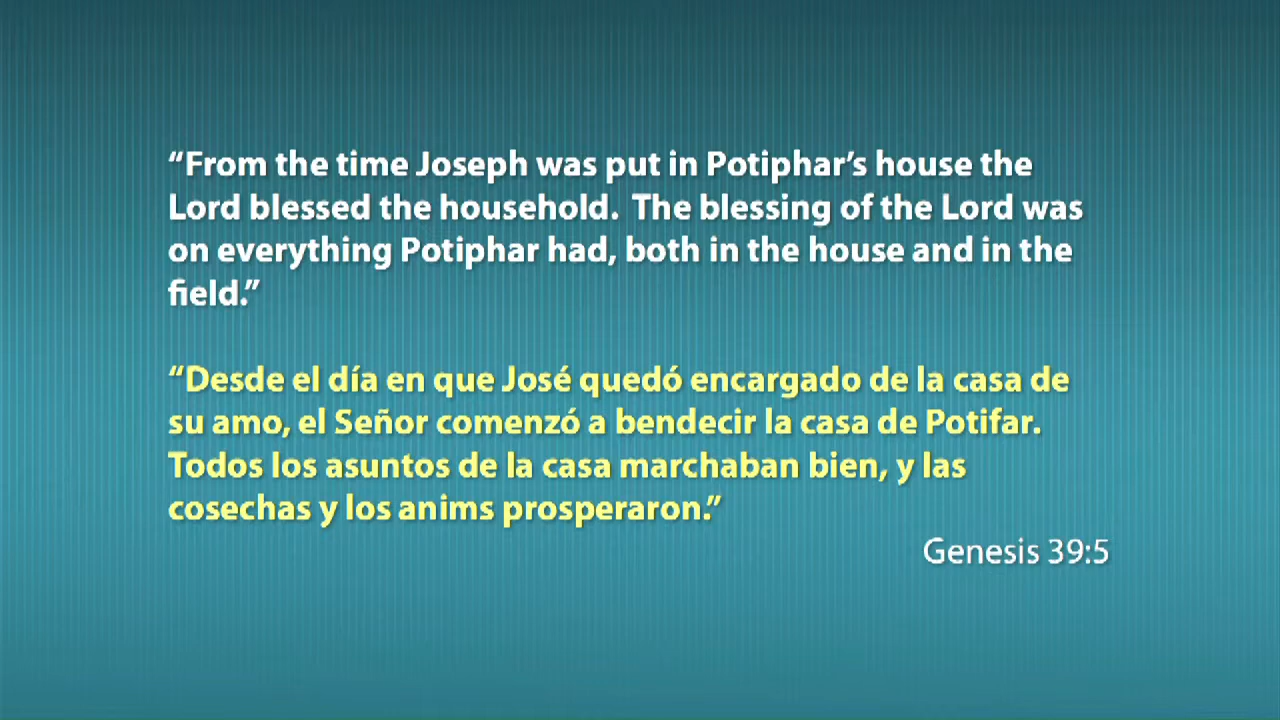 “From the time Joseph was put in Potiphar’s house the
Lord blessed the household.  The blessing of the Lord was
on everything Potiphar had, both in the house and in the
field.”
“Desde el día en que José quedó encargado de la casa de
su amo, el Señor comenzó a bendecir la casa de Potifar.
Todos los asuntos de la casa marchaban bien, y las
cosechas y los anims prosperaron.”
Genesis 39:5